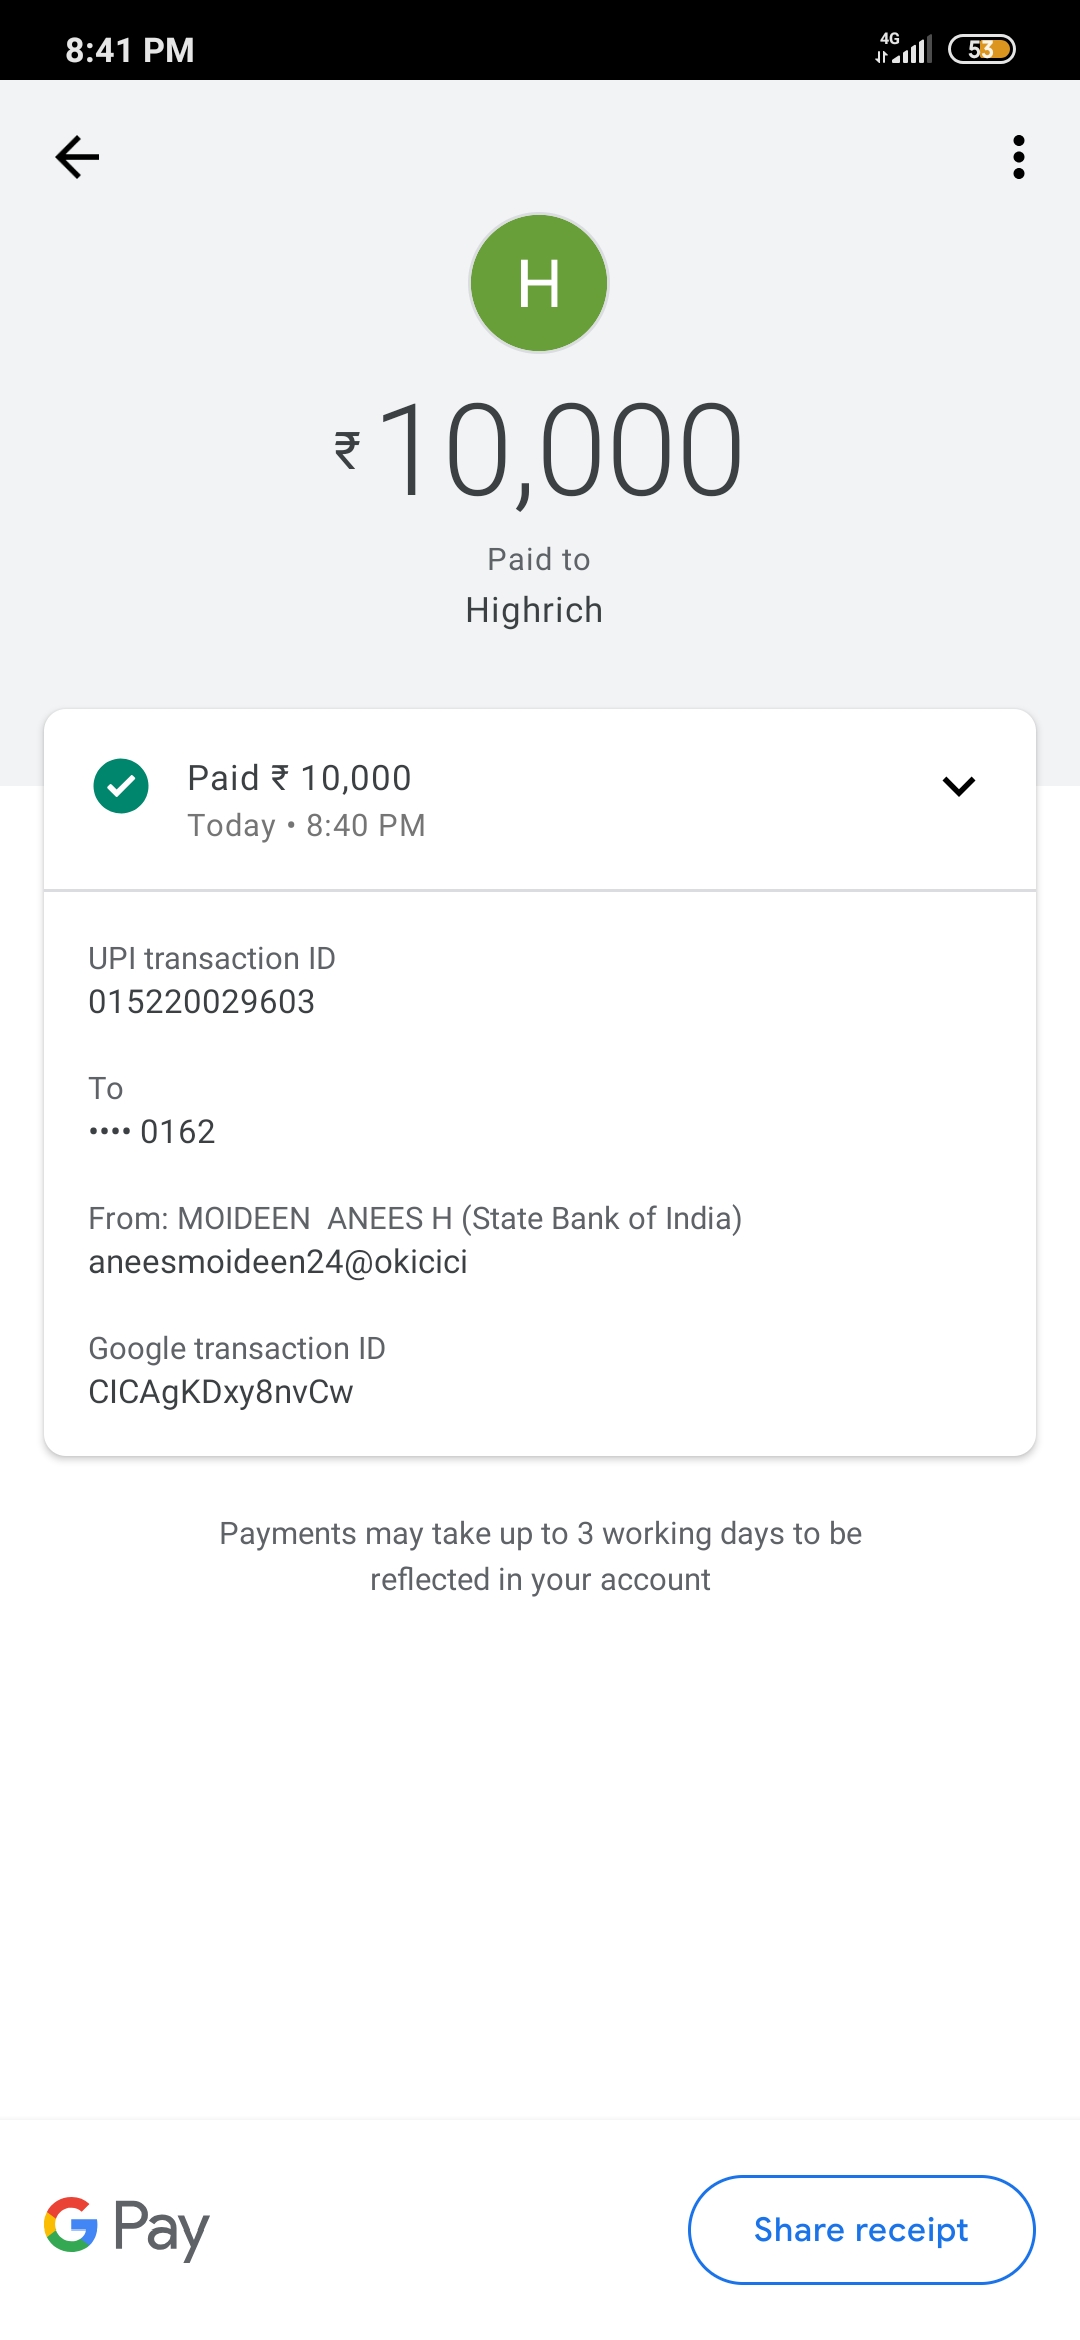 8:41 PM
4G
53
H
₹10,000
Paid to
Highrich
Paid ₹ 10,000
Today • 8:40 PM
UPI transaction ID
015220029603
To
•••• 0162
From: MOIDEEN  ANEES H (State Bank of India)
aneesmoideen24@okicici
Google transaction ID
CICAgKDxy8nvCw
Payments may take up to 3 working days to be
reflected in your account
G Pay
Share receipt